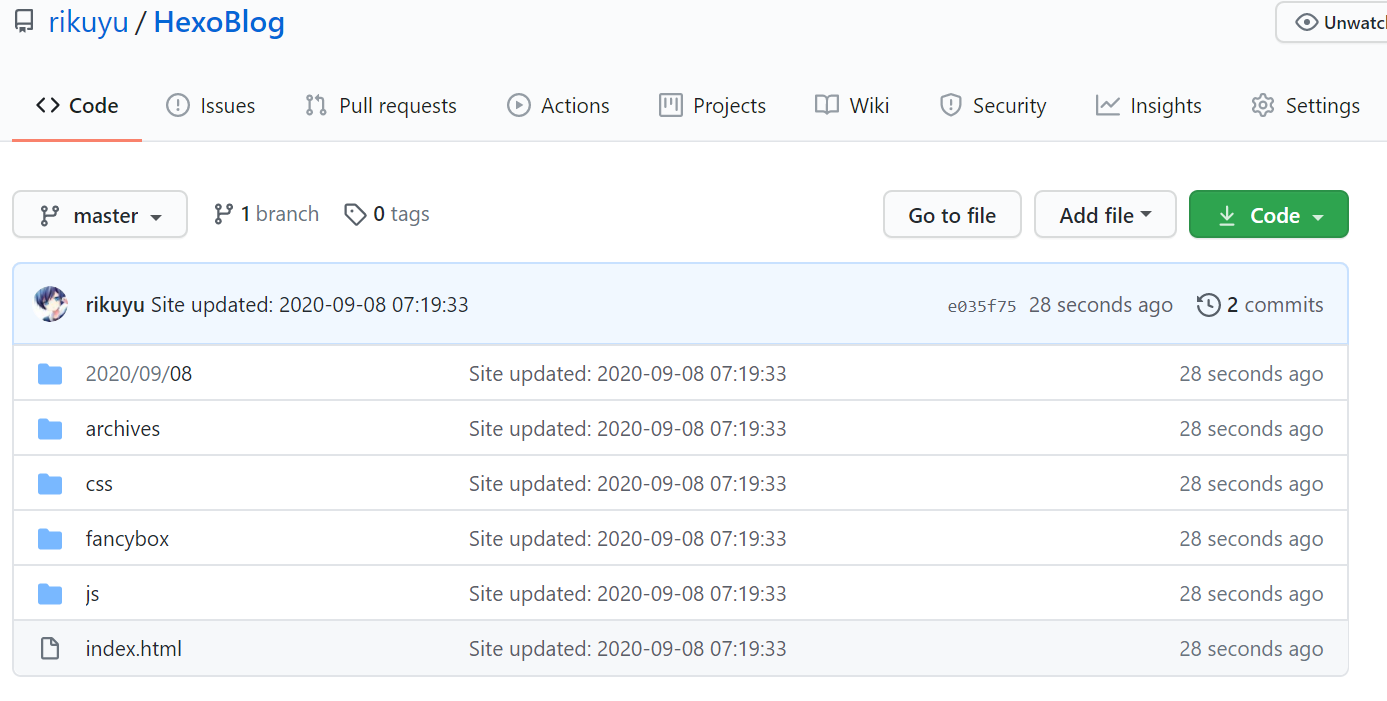 rikuyu / HexoBlog
Unwatch
Code Issues Pull requests Actions Projects Wiki Security Insights Settings
master 1 branch 0 tags Go to file Add file Code
rikuyu Site updated: 2020-09-08 07:19:33 e035f75 28 seconds ago 2 commits
2020/09/08 Site updated: 2020-09-08 07:19:33 28 seconds ago
archives Site updated: 2020-09-08 07:19:33 28 seconds ago
css Site updated: 2020-09-08 07:19:33 28 seconds ago
fancybox Site updated: 2020-09-08 07:19:33 28 seconds ago
js Site updated: 2020-09-08 07:19:33 28 seconds ago
index.html Site updated: 2020-09-08 07:19:33 28 seconds ago